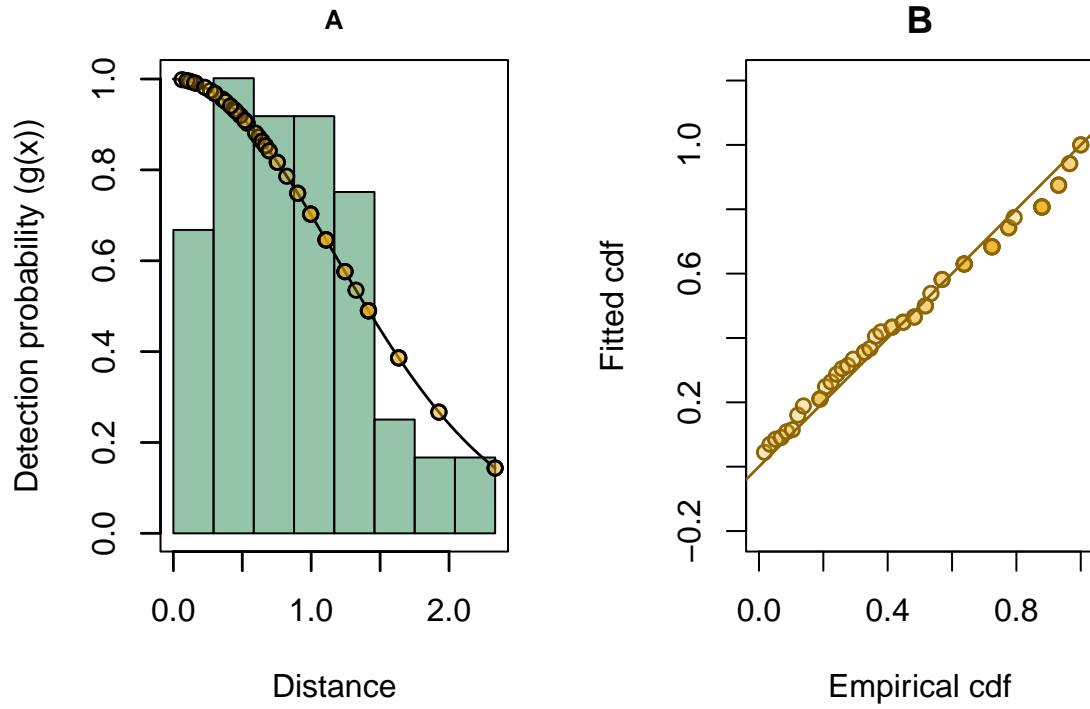 A
Detection probability (g(x))
1.0
0.8
0.6
0.4
0.2
0.0
0.0 1.0 2.0
Distance
B
Fitted cdf
1.0
0.6
0.2
−0.2
0.0 0.4 0.8
Empirical cdf